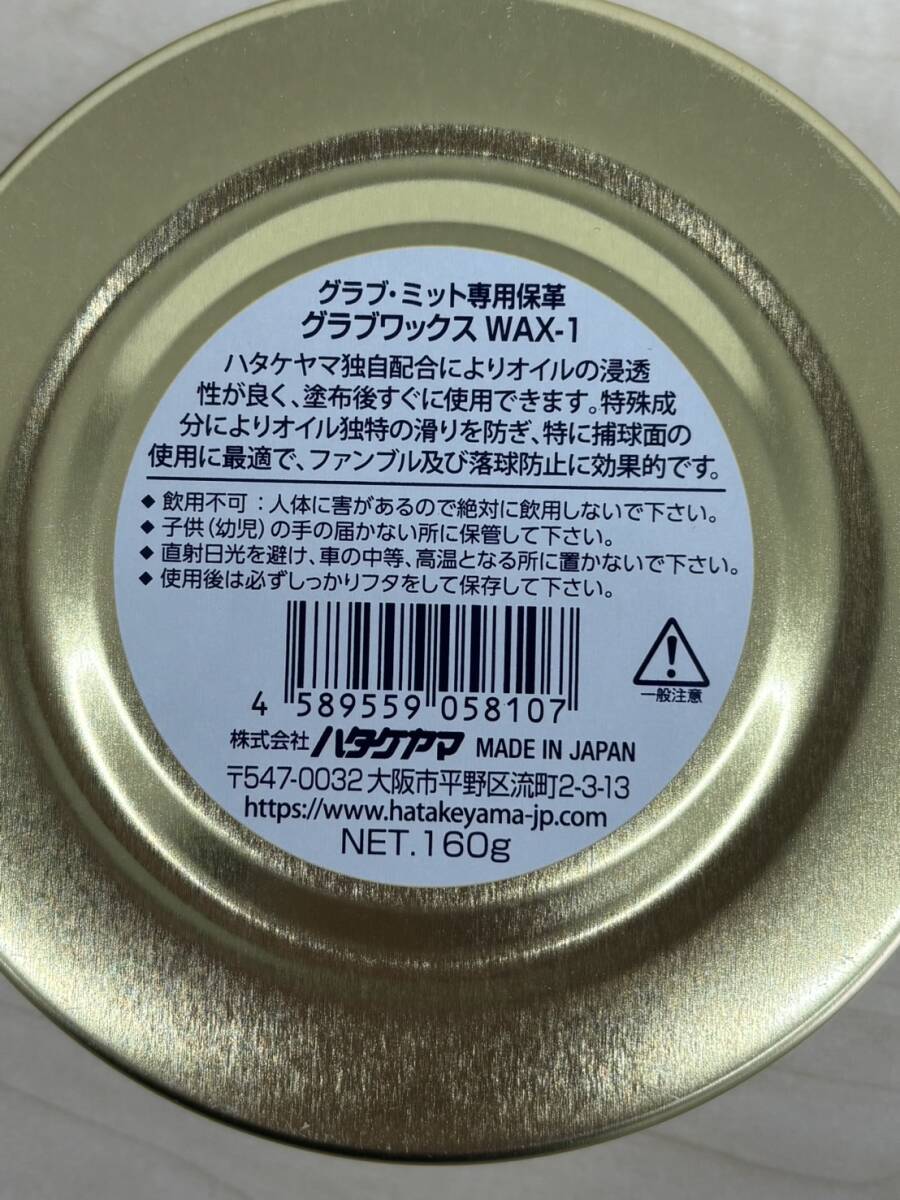 グラブ・ミット専用保革
グラブワックス WAX-1
ハタケヤマ独自配合によりオイルの浸透
性が良く、塗布後すぐに使用できます。特殊成
分によりオイル独特の滑りを防ぎ、特に捕球面の
使用に最適で、ファンブル及び落球防止に効果的です。
◆ 飲用不可：人体に害があるので絶対に飲用しないで下さい。
◆ 子供（幼児）の手の届かない所に保管して下さい。
◆ 直射日光を避け、車の中等、高温となる所に置かないで下さい。
◆ 使用後は必ずしっかりフタをして保存して下さい。
一般注意
4 589559 058107
株式会社 ハタケヤマ MADE IN JAPAN
〒547-0032 大阪市平野区流町2-3-13
https://www.hatakeyama-jp.com
NET.160g